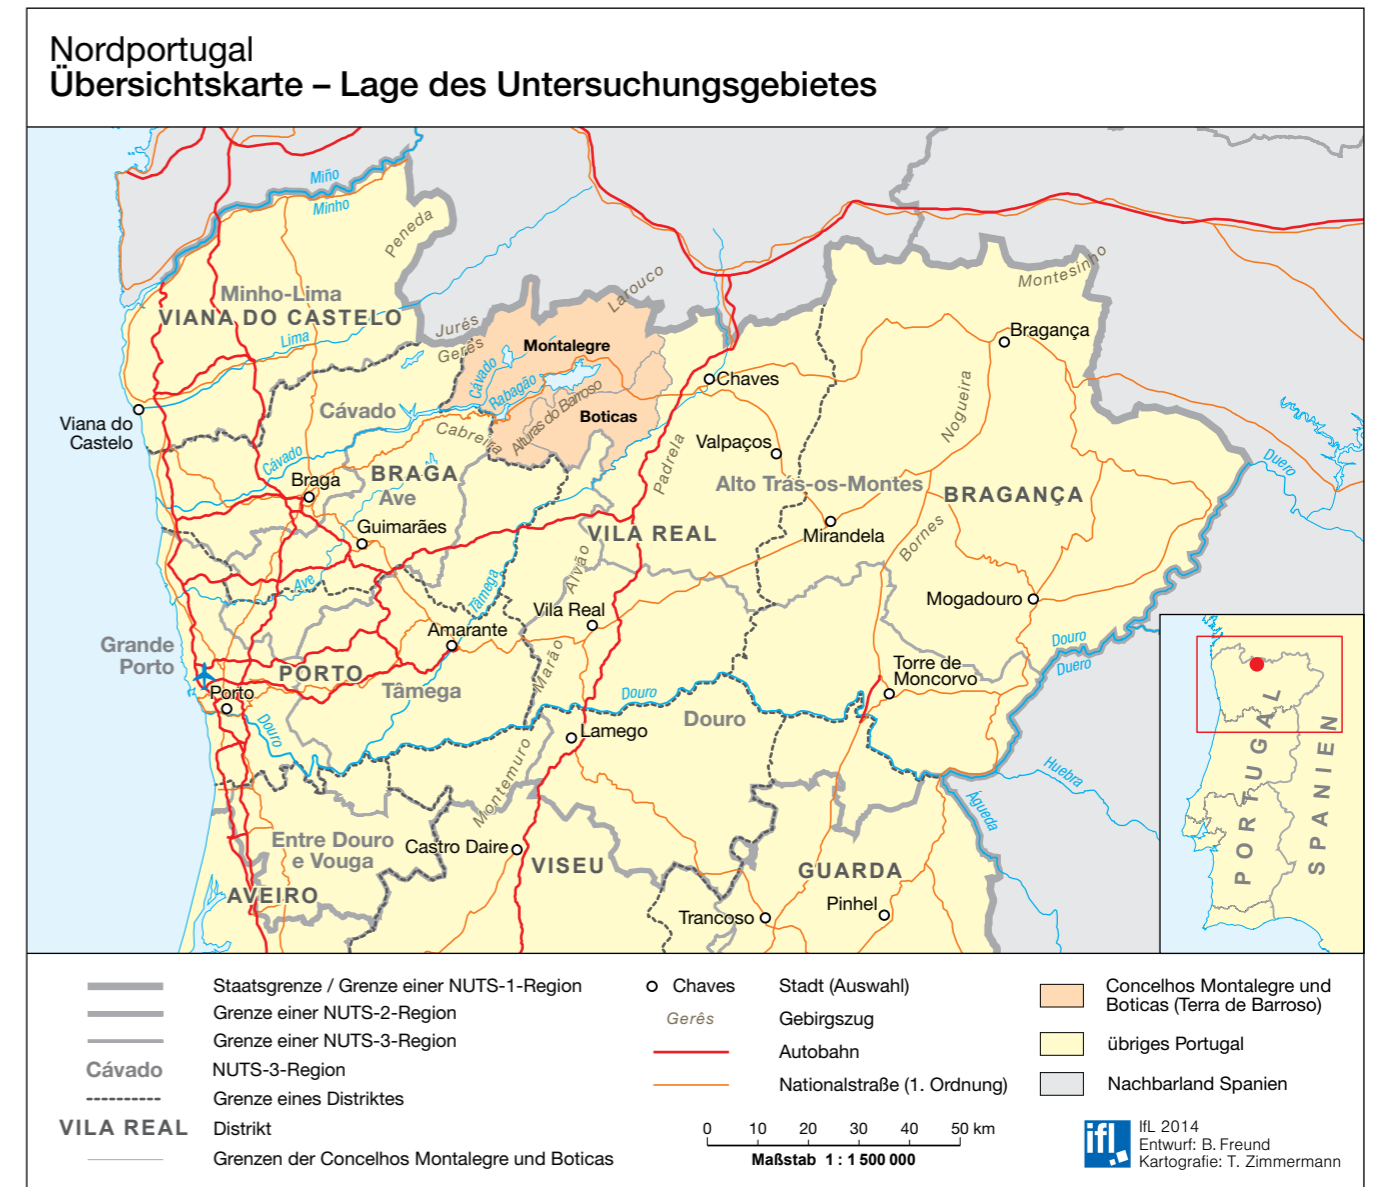 Nordportugal
Übersichtskarte – Lage des Untersuchungsgebietes
Miño
Minho
Peneda
Larouco
Montesinho
Minho-Lima
VIANA DO CASTELO
Jurés
Gerês
Lima
Montalegre
Bragança
Cávado
Rabagão
Chaves
Alturas do Barroso
Boticas
Nogueira
Viana do
Castelo
Cávado
Cabreira
Valpaços
Padrela
Duero
Cávado
BRAGA
Braga
Ave
Alto Trás-os-Montes
BRAGANÇA
Guimarães
VILA REAL
Mirandela
Bornes
Ave
Tâmega
Alvão
Vila Real
Mogadouro
Amarante
Grande
Porto
Marão
Douro
Duero
PORTO
Tâmega
Torre de
Moncorvo
Porto
Douro
Douro
Douro
Lamego
Montemuro
Huebra
Águeda
Entre Douro
e Vouga
Castro Daire
VISEU
GUARDA
AVEIRO
Trancoso
Pinhel
PORTUGAL
SPANIEN
Staatsgrenze / Grenze einer NUTS-1-Region
Grenze einer NUTS-2-Region
Grenze einer NUTS-3-Region
Cávado NUTS-3-Region
Grenze eines Distriktes
VILA REAL Distrikt
Grenzen der Concelhos Montalegre und Boticas
Chaves Stadt (Auswahl)
Gerês Gebirgszug
Autobahn
Nationalstraße (1. Ordnung)
0 10 20 30 40 50 km
Maßstab 1 : 1 500 000
Concelhos Montalegre und
Boticas (Terra de Barroso)
übriges Portugal
Nachbarland Spanien
ifl
IfL 2014
Entwurf: B. Freund
Kartografie: T. Zimmermann